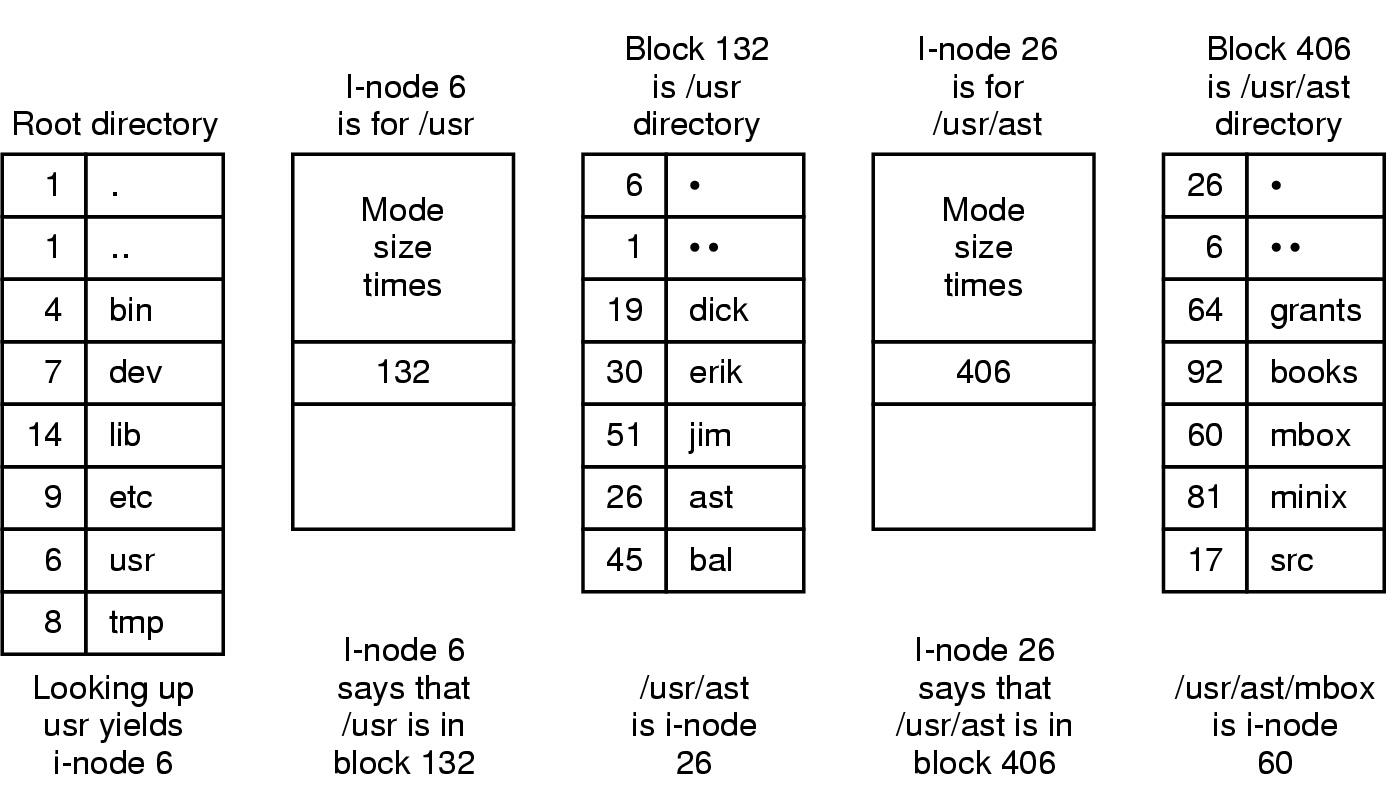 Root directory
1 .
1 ..
4 bin
7 dev
14 lib
9 etc
6 usr
8 tmp
Looking up
usr yields
i-node 6
I-node 6
is for /usr
Mode
size
times
132
I-node 6
says that
/usr is in
block 132
Block 132
is /usr
directory
6 •
1 ••
19 dick
30 erik
51 jim
26 ast
45 bal
/usr/ast
is i-node
26
I-node 26
is for
/usr/ast
Mode
size
times
406
I-node 26
says that
/usr/ast is in
block 406
Block 406
is /usr/ast
directory
26 •
6 ••
64 grants
92 books
60 mbox
81 minix
17 src
/usr/ast/mbox
is i-node
60